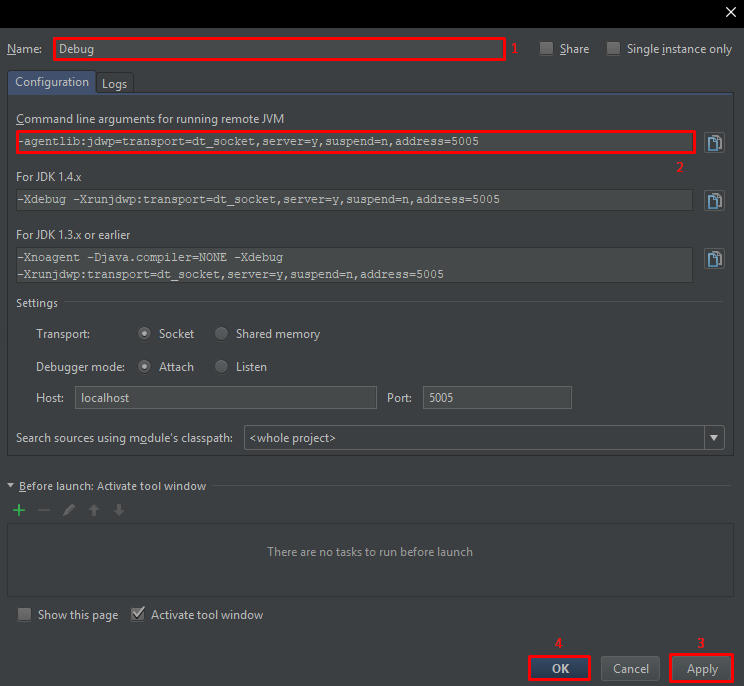 Name: Debug 1 Share Single instance only
Configuration Logs
Command line arguments for running remote JVM
-agentlib:jdwp=transport=dt_socket,server=y,suspend=n,address=5005
2
For JDK 1.4.x
-Xdebug -Xrunjdwp:transport=dt_socket,server=y,suspend=n,address=5005
For JDK 1.3.x or earlier
-Xnoagent -Djava.compiler=NONE -Xdebug
-Xrunjdwp:transport=dt_socket,server=y,suspend=n,address=5005
Settings
Transport: Socket Shared memory
Debugger mode: Attach Listen
Host: localhost Port: 5005
Search sources using module's classpath: <whole project>
Before launch: Activate tool window
There are no tasks to run before launch
Show this page Activate tool window
4 3
OK Cancel Apply